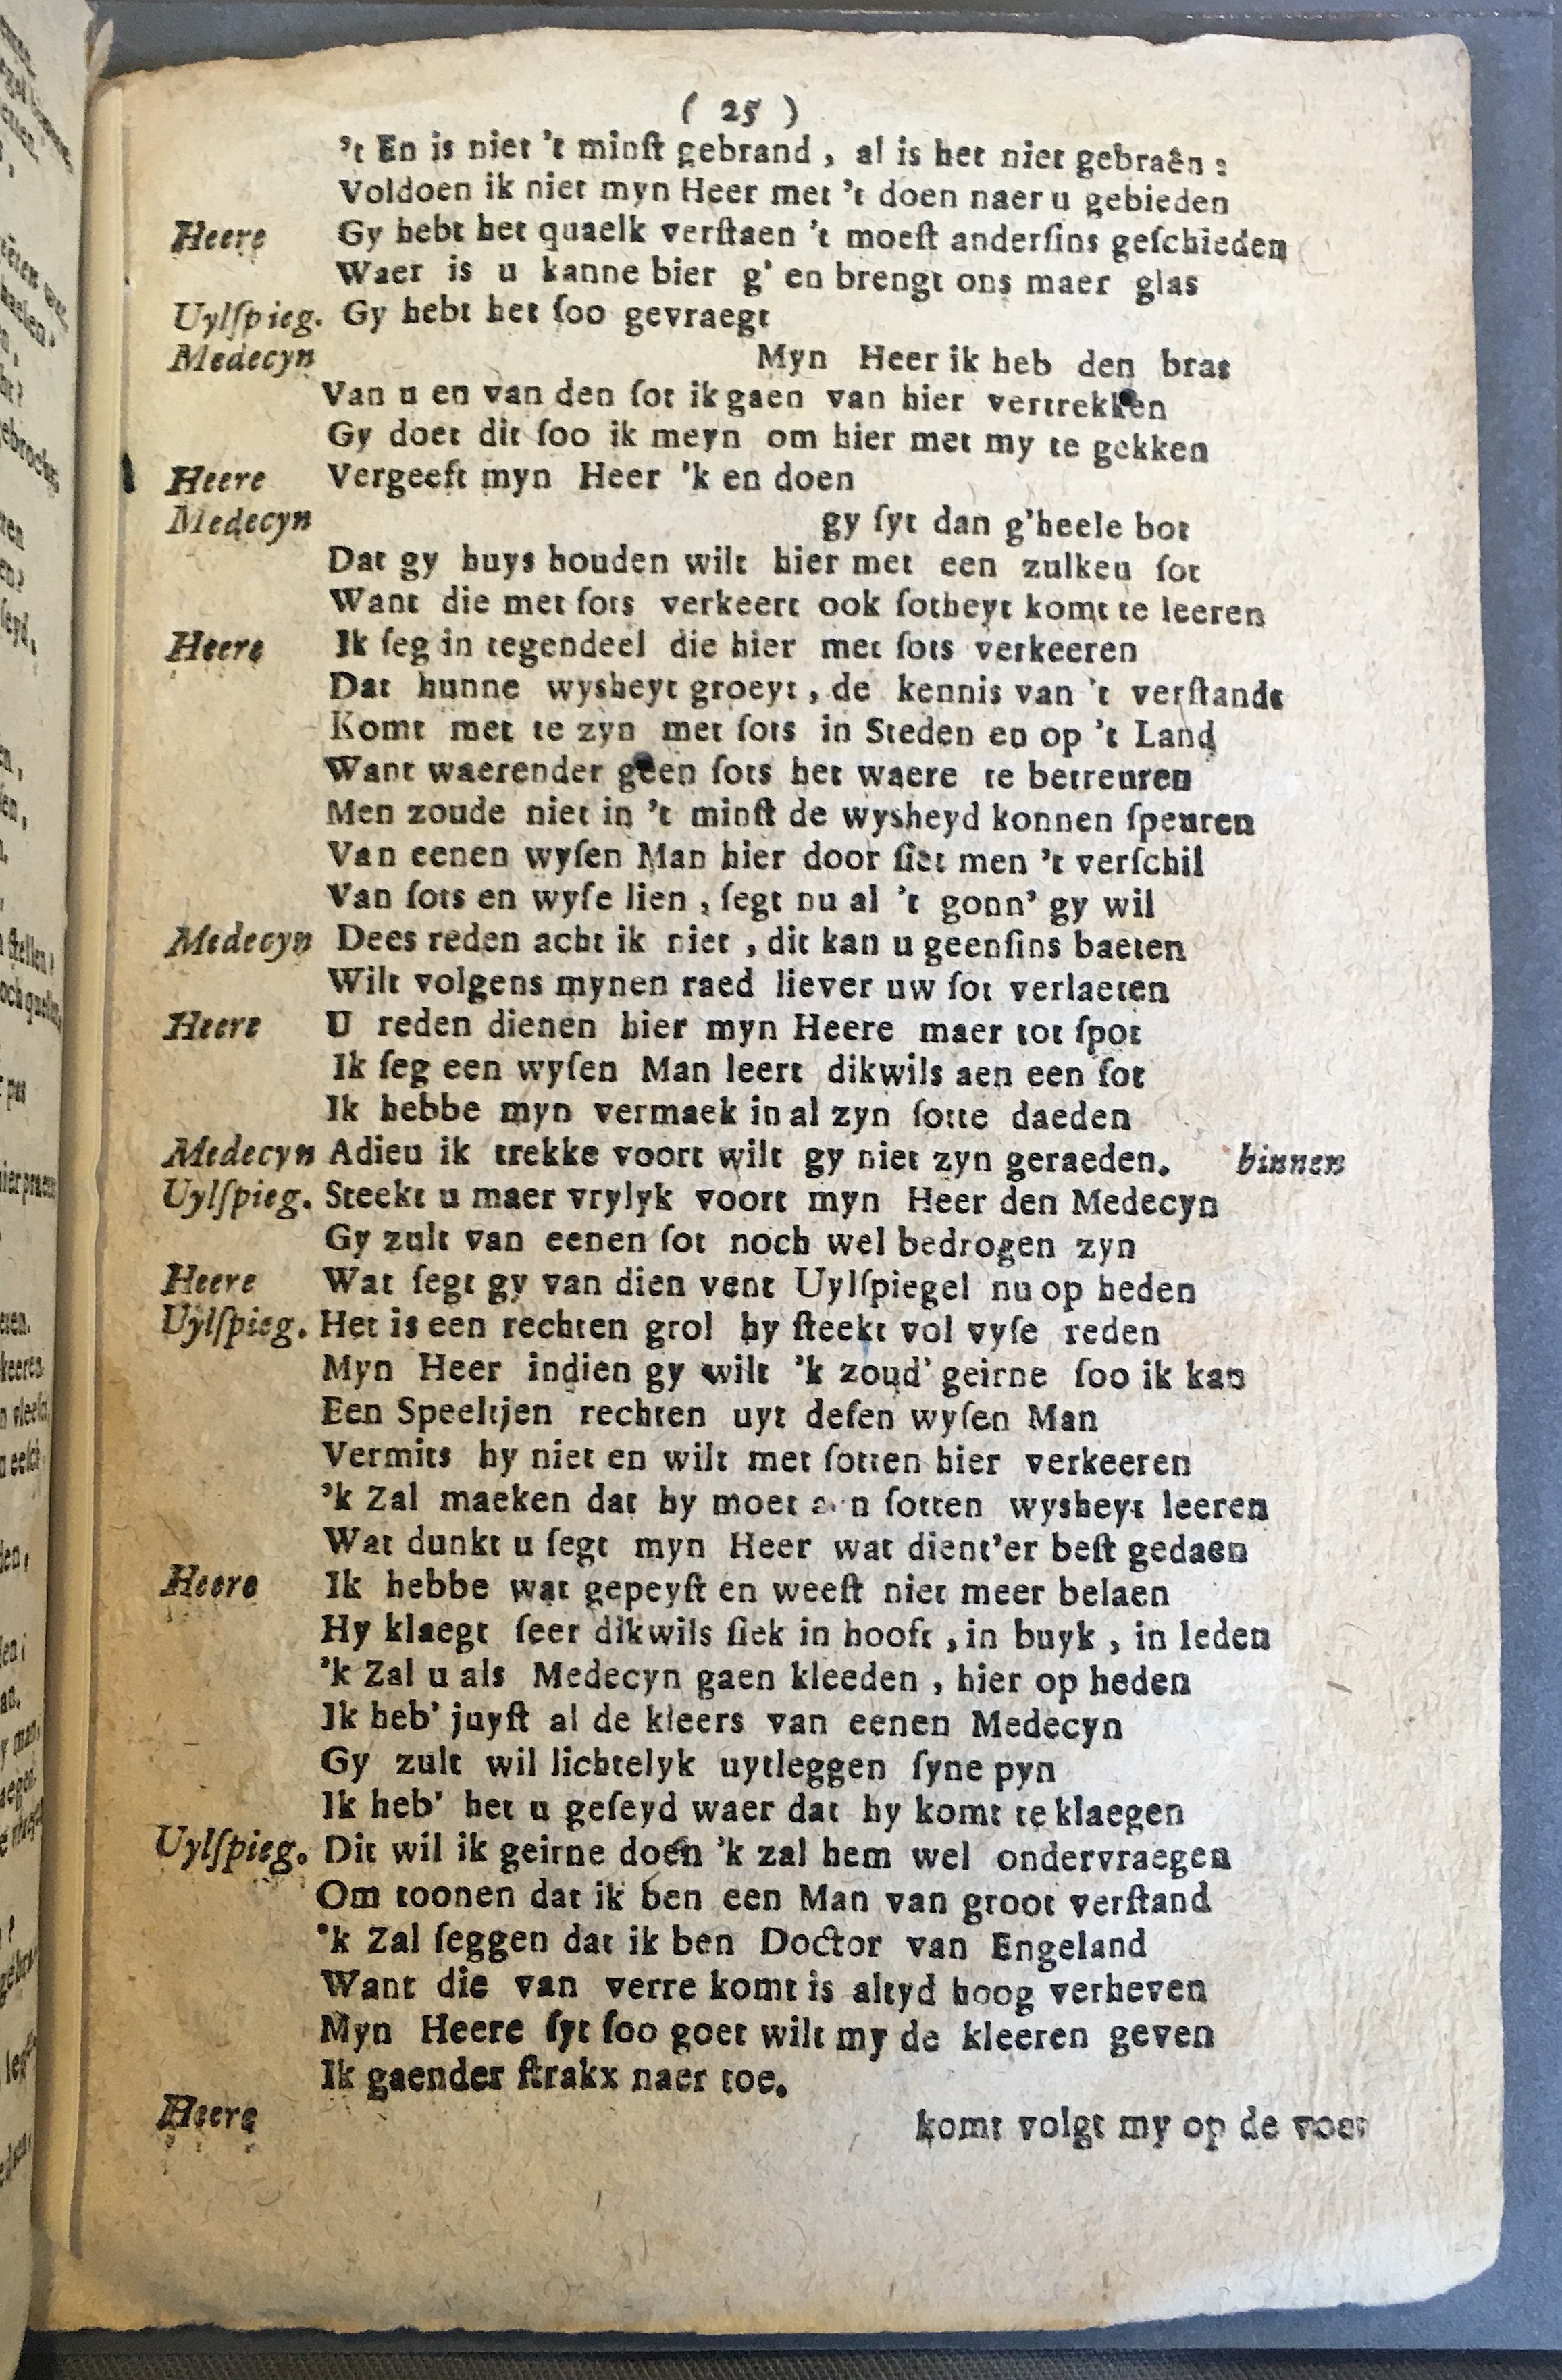 ( 25 )
't En is niet 't minſt gebrand , al is het niet gebraên :
Voldoen ik niet myn Heer met 't doen naer u gebieden
Heere Gy hebt het quaelk verſtaen 't moeſt anderſins geſchieden
Waer is u kanne bier g' en brengt ons maer glas
Uylſpieg. Gy hebt het ſoo gevraegt
Medecyn Myn Heer ik heb den bras
Van u en van den ſot ik gaen van hier vertrekken
Gy doet dit ſoo ik meyn om hier met my te gekken
Heere Vergeeft myn Heer 'k en doen
Medecyn gy ſyt dan g'heele bot
Dat gy huys houden wilt hier met een zulken ſot
Want die met ſots verkeert ook ſotheyt komt te leeren
Heere Ik ſeg in tegendeel die hier met ſots verkeeren
Dat hunne wysheyt groeyt , de kennis van 't verſtandt
Komt met te zyn met ſots in Steden en op 't Land
Want waerender geen ſots het waere te betreuren
Men zoude niet in 't minſt de wysheyd konnen ſpeuren
Van eenen wyſen Man hier door ſiet men 't verſchil
Van ſots en wyſe lien , ſegt nu al 't gonn' gy wil
Medecyn Dees reden acht ik niet , dit kan u geenſins baeten
Wilt volgens mynen raed liever uw ſot verlaeten
Heere U reden dienen hier myn Heere maer tot ſpot
Ik ſeg een wyſen Man leert dikwils aen een ſot
Ik hebbe myn vermaek in al zyn ſotte daeden
Medecyn Adieu ik trekke voort wilt gy niet zyn geraeden. binnen
Uylſpieg. Steekt u maer vrylyk voort myn Heer den Medecyn
Gy zult van eenen ſot noch wel bedrogen zyn
Heere Wat ſegt gy van dien vent Uylſpiegel nu op heden
Uylſpieg. Het is een rechten grol hy ſteekt vol vyſe reden
Myn Heer indien gy wilt 'k zoud' geirne ſoo ik kan
Een Speeltjen rechten uyt deſen wyſen Man
Vermits hy niet en wilt met ſotten hier verkeeren
'k Zal maeken dat hy moet aen ſotten wysheyt leeren
Wat dunkt u ſegt myn Heer wat dient'er beſt gedaen
Heere Ik hebbe wat gepeyſt en weeſt niet meer belaen
Hy klaegt ſeer dikwils ſiek in hooft , in buyk , in leden
'k Zal u als Medecyn gaen kleeden , hier op heden
Ik heb' juyſt al de kleers van eenen Medecyn
Gy zult wil lichtelyk uytleggen ſyne pyn
Ik heb' het u geſeyd waer dat hy komt te klaegen
Uylſpieg. Dit wil ik geirne doen 'k zal hem wel ondervraegen
Om toonen dat ik ben een Man van groot verſtand
'k Zal ſeggen dat ik ben Doctor van Engeland
Want die van verre komt is altyd hoog verheven
Myn Heere ſyt ſoo goet wilt my de kleeren geven
Ik gaender ſtrakx naer toe.
Heere komt volgt my op de voet